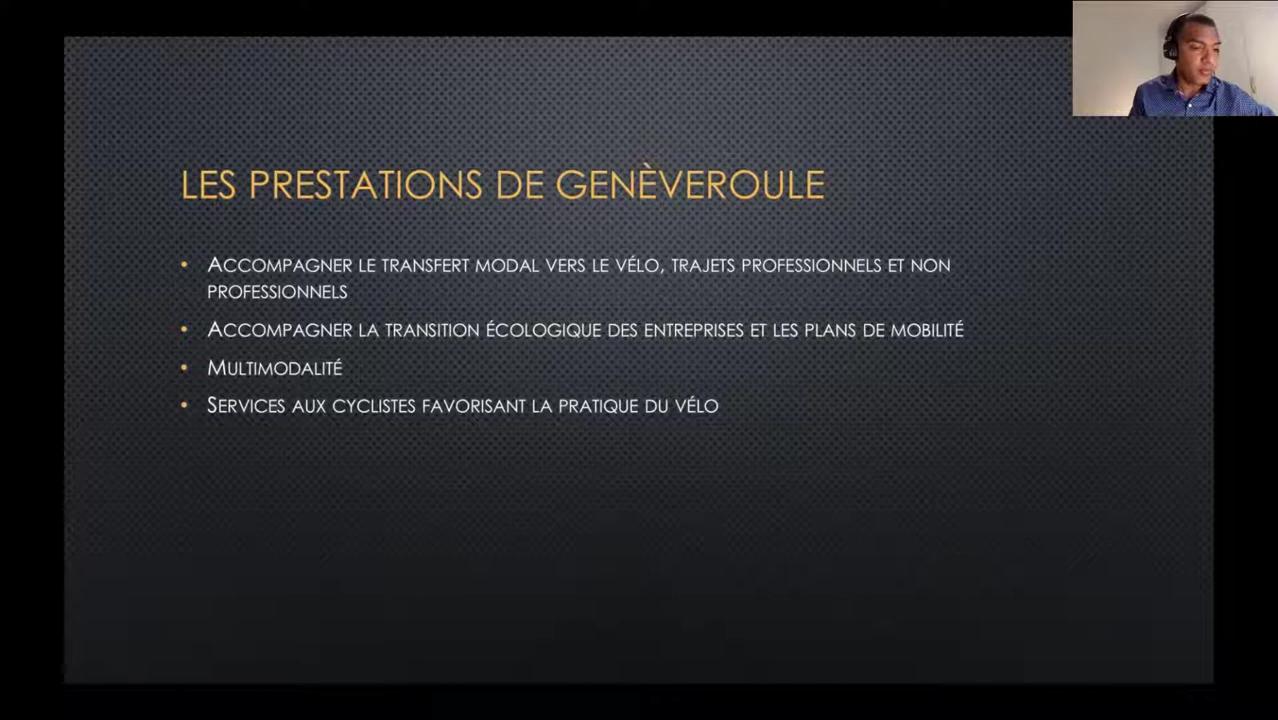 LES PRESTATIONS DE GENÈVEROULE
• ACCOMPAGNER LE TRANSFERT MODAL VERS LE VÉLO, TRAJETS PROFESSIONNELS ET NON
PROFESSIONNELS
• ACCOMPAGNER LA TRANSITION ÉCOLOGIQUE DES ENTREPRISES ET LES PLANS DE MOBILITÉ
• MULTIMODALITÉ
• SERVICES AUX CYCLISTES FAVORISANT LA PRATIQUE DU VÉLO